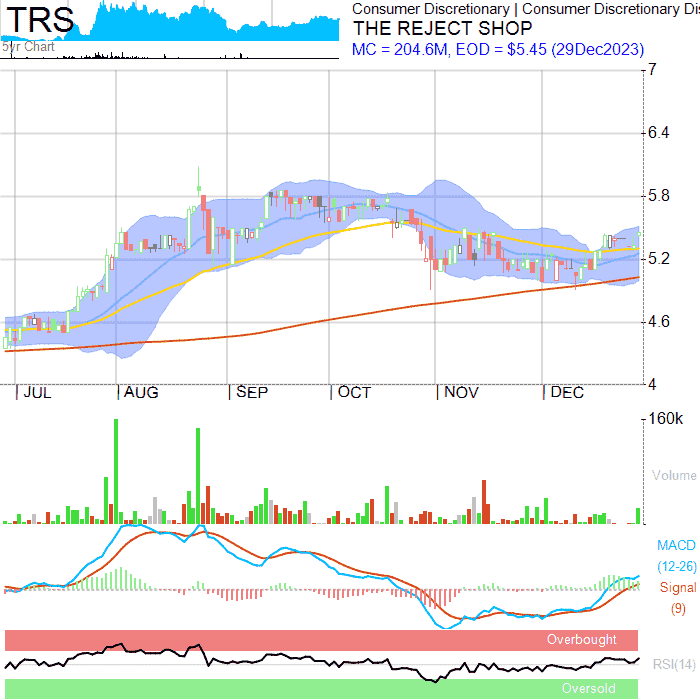 TRS
Consumer Discretionary | Consumer Discretionary Dis
THE REJECT SHOP
5yr Chart
MC = 204.6M, EOD = $5.45 (29Dec2023)
7
6.4
5.8
5.2
4.6
4
JUL AUG SEP OCT NOV DEC
160k
Volume
MACD
(12-26)
Signal
(9)
Overbought
RSI(14)
Oversold